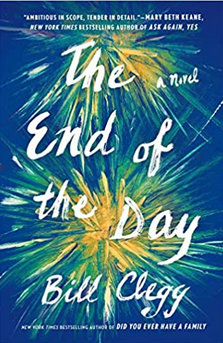 "AMBITIOUS IN SCOPE, TENDER IN DETAIL." —MARY BETH KEANE,
NEW YORK TIMES BESTSELLING AUTHOR OF ASK AGAIN, YES
The
a novel
End of
the Day
Bill Clegg
NEW YORK TIMES BESTSELLING AUTHOR OF DID YOU EVER HAVE A FAMILY